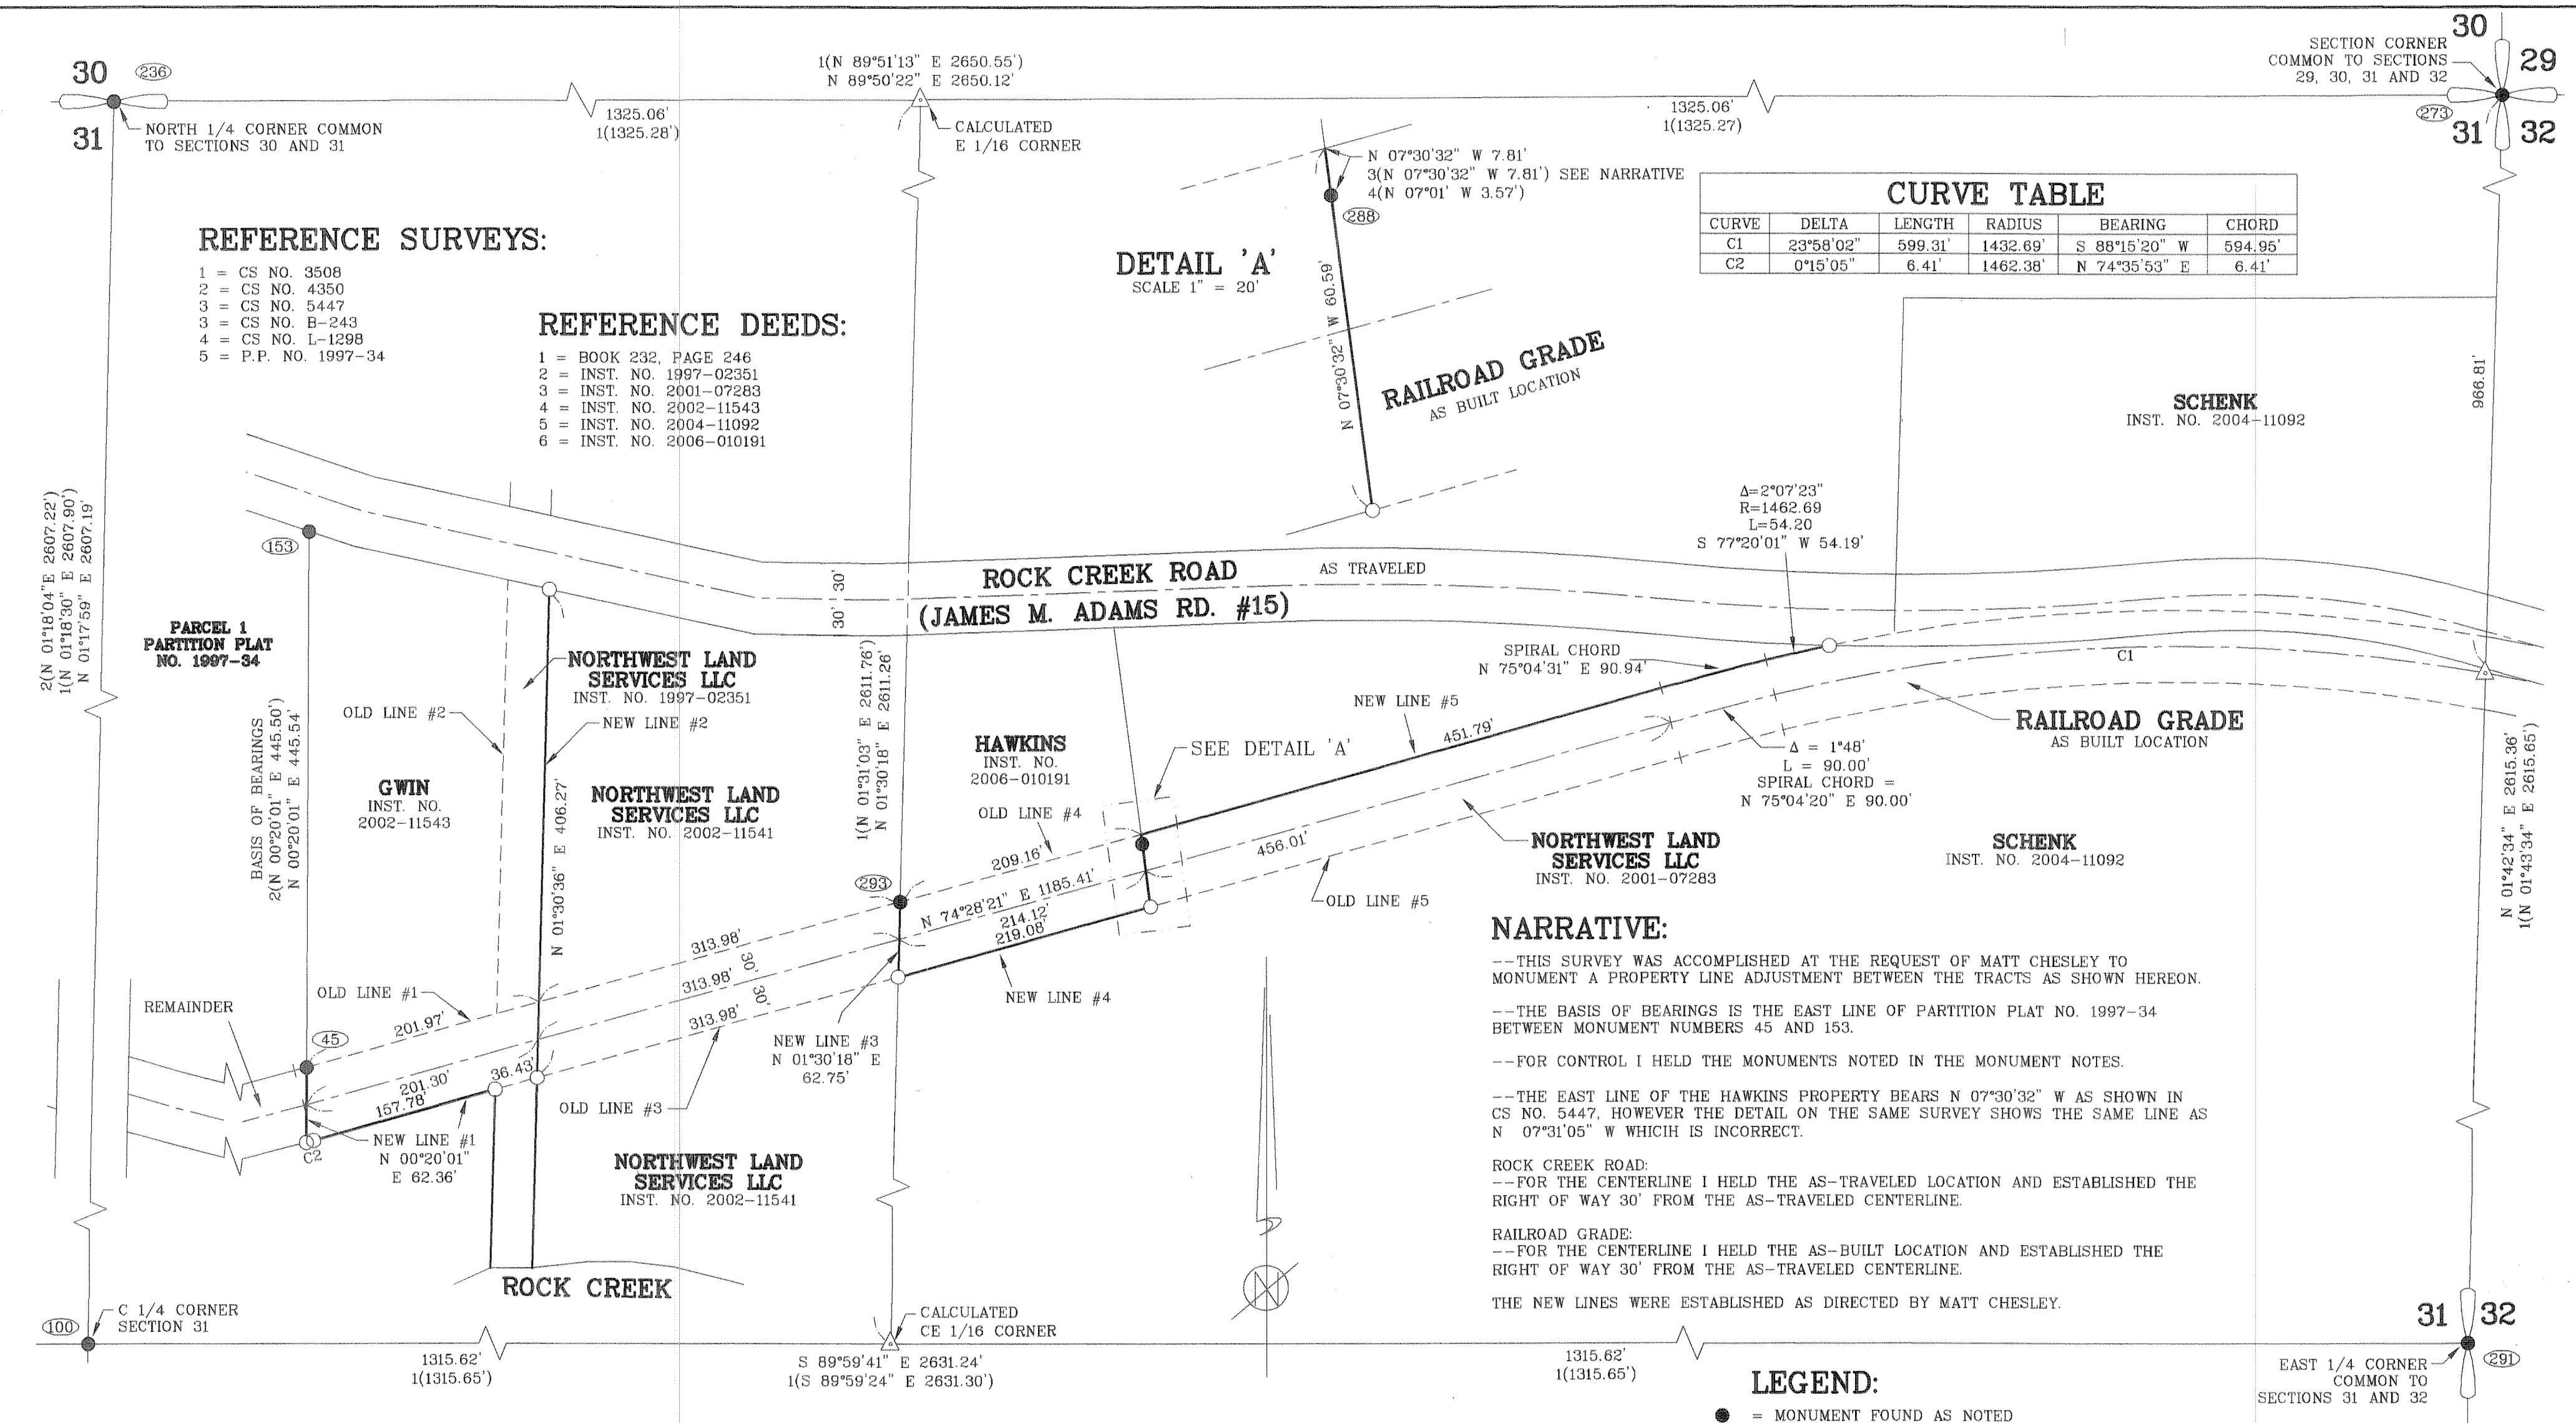 30
236
31
NORTH 1/4 CORNER COMMON
TO SECTIONS 30 AND 31
1(N 89°51'13" E 2650.55')
N 89°50'22" E 2650.12'
1325.06'
1(1325.28')
CALCULATED
E 1/16 CORNER
1325.06'
1(1325.27)
SECTION CORNER
COMMON TO SECTIONS
29, 30, 31 AND 32
30
29
273
31
32
REFERENCE SURVEYS:
1 = CS NO. 3508
2 = CS NO. 4350
3 = CS NO. 5447
3 = CS NO. B-243
4 = CS NO. L-1298
5 = P.P. NO. 1997-34
REFERENCE DEEDS:
1 = BOOK 232, PAGE 246
2 = INST. NO. 1997-02351
3 = INST. NO. 2001-07283
4 = INST. NO. 2002-11543
5 = INST. NO. 2004-11092
6 = INST. NO. 2006-010191
N 07°30'32" W 7.81'
3(N 07°30'32" W 7.81') SEE NARRATIVE
4(N 07°01' W 3.57')
288
DETAIL 'A'
SCALE 1" = 20'
N 07°30'32" W 60.59'
RAILROAD GRADE
AS BUILT LOCATION
CURVE TABLE
CURVE DELTA LENGTH RADIUS BEARING CHORD
C1 23°58'02" 599.31' 1432.69' S 88°15'20" W 594.95'
C2 0°15'05" 6.41' 1462.38' N 74°35'53" E 6.41'
SCHENK
INST. NO. 2004-11092
966.81'
2(N 01°18'04"E 2607.22')
1(N 01°18'30" E 2607.90')
N 01°17'59" E 2607.19'
153
PARCEL 1
PARTITION PLAT
NO. 1997-34
BASIS OF BEARINGS
2(N 00°20'01" E 445.50')
N 00°20'01" E 445.54'
OLD LINE #2
GWIN
INST. NO.
2002-11543
NORTHWEST LAND
SERVICES LLC
INST. NO. 1997-02351
NEW LINE #2
N 01°30'36" E 406.27'
NORTHWEST LAND
SERVICES LLC
INST. NO. 2002-11541
30' 30'
ROCK CREEK ROAD
AS TRAVELED
(JAMES M. ADAMS RD. #15)
1(N 01°31'03" E 2611.76')
N 01°30'18" E 2611.26'
HAWKINS
INST. NO.
2006-010191
OLD LINE #4
SEE DETAIL 'A'
Δ=2°07'23"
R=1462.69
L=54.20
S 77°20'01" W 54.19'
SPIRAL CHORD
N 75°04'31" E 90.94'
NEW LINE #5
451.79'
C1
RAILROAD GRADE
AS BUILT LOCATION
Δ = 1°48'
L = 90.00'
SPIRAL CHORD =
N 75°04'20" E 90.00'
N 01°42'34" E 2615.36'
1(N 01°43'34" E 2615.65')
293
209.16'
N 74°28'21" E 1185.41'
214.12'
219.08'
NEW LINE #4
456.01'
OLD LINE #5
NORTHWEST LAND
SERVICES LLC
INST. NO. 2001-07283
SCHENK
INST. NO. 2004-11092
REMAINDER
OLD LINE #1
45
201.97'
201.30'
157.78'
36.43'
C2
NEW LINE #1
N 00°20'01"
E 62.36'
313.98'
313.98'
313.98'
30'
30'
OLD LINE #3
NEW LINE #3
N 01°30'18" E
62.75'
NORTHWEST LAND
SERVICES LLC
INST. NO. 2002-11541
ROCK CREEK
N
NARRATIVE:
--THIS SURVEY WAS ACCOMPLISHED AT THE REQUEST OF MATT CHESLEY TO
MONUMENT A PROPERTY LINE ADJUSTMENT BETWEEN THE TRACTS AS SHOWN HEREON.
--THE BASIS OF BEARINGS IS THE EAST LINE OF PARTITION PLAT NO. 1997-34
BETWEEN MONUMENT NUMBERS 45 AND 153.
--FOR CONTROL I HELD THE MONUMENTS NOTED IN THE MONUMENT NOTES.
--THE EAST LINE OF THE HAWKINS PROPERTY BEARS N 07°30'32" W AS SHOWN IN
CS NO. 5447, HOWEVER THE DETAIL ON THE SAME SURVEY SHOWS THE SAME LINE AS
N 07°31'05" W WHICIH IS INCORRECT.
ROCK CREEK ROAD:
--FOR THE CENTERLINE I HELD THE AS-TRAVELED LOCATION AND ESTABLISHED THE
RIGHT OF WAY 30' FROM THE AS-TRAVELED CENTERLINE.
RAILROAD GRADE:
--FOR THE CENTERLINE I HELD THE AS-BUILT LOCATION AND ESTABLISHED THE
RIGHT OF WAY 30' FROM THE AS-TRAVELED CENTERLINE.
THE NEW LINES WERE ESTABLISHED AS DIRECTED BY MATT CHESLEY.
100
C 1/4 CORNER
SECTION 31
1315.62'
1(1315.65')
CALCULATED
CE 1/16 CORNER
S 89°59'41" E 2631.24'
1(S 89°59'24" E 2631.30')
1315.62'
1(1315.65')
31
32
291
EAST 1/4 CORNER
COMMON TO
SECTIONS 31 AND 32
LEGEND:
= MONUMENT FOUND AS NOTED